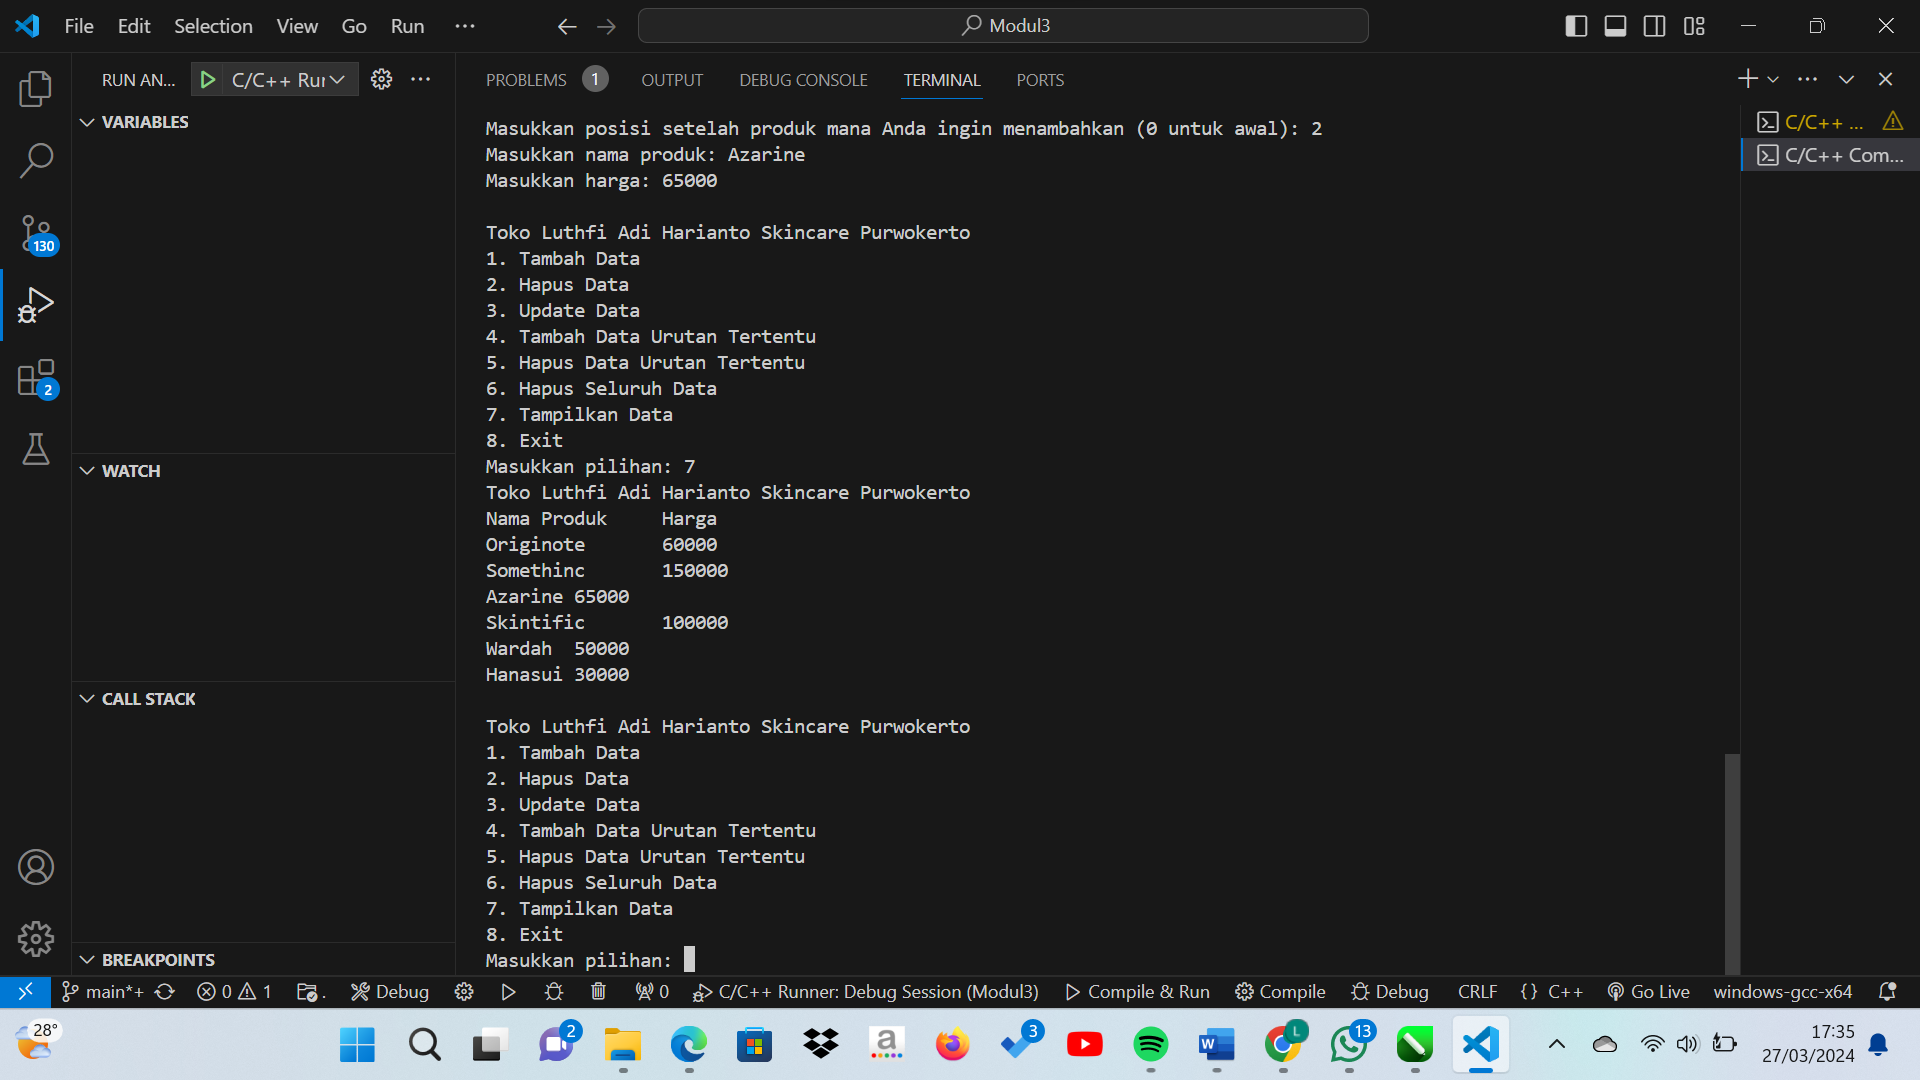 File Edit Selection View Go Run ··· Modul3
RUN AN... C/C++ Rur ···
VARIABLES
WATCH
CALL STACK
BREAKPOINTS
PROBLEMS 1 OUTPUT DEBUG CONSOLE TERMINAL PORTS
Masukkan posisi setelah produk mana Anda ingin menambahkan (0 untuk awal): 2
Masukkan nama produk: Azarine
Masukkan harga: 65000
Toko Luthfi Adi Harianto Skincare Purwokerto
1. Tambah Data
2. Hapus Data
3. Update Data
4. Tambah Data Urutan Tertentu
5. Hapus Data Urutan Tertentu
6. Hapus Seluruh Data
7. Tampilkan Data
8. Exit
Masukkan pilihan: 7
Toko Luthfi Adi Harianto Skincare Purwokerto
Nama Produk     Harga
Originote       60000
Somethinc       150000
Azarine 65000
Skintific       100000
Wardah  50000
Hanasui 30000
Toko Luthfi Adi Harianto Skincare Purwokerto
1. Tambah Data
2. Hapus Data
3. Update Data
4. Tambah Data Urutan Tertentu
5. Hapus Data Urutan Tertentu
6. Hapus Seluruh Data
7. Tampilkan Data
8. Exit
Masukkan pilihan:
C/C++ ...
C/C++ Com...
130
2
main*+ 0 1 . Debug 0 C/C++ Runner: Debug Session (Modul3) Compile & Run Compile Debug CRLF {} C++ Go Live windows-gcc-x64
28° 2 a 3 W L 13 17:35
27/03/2024